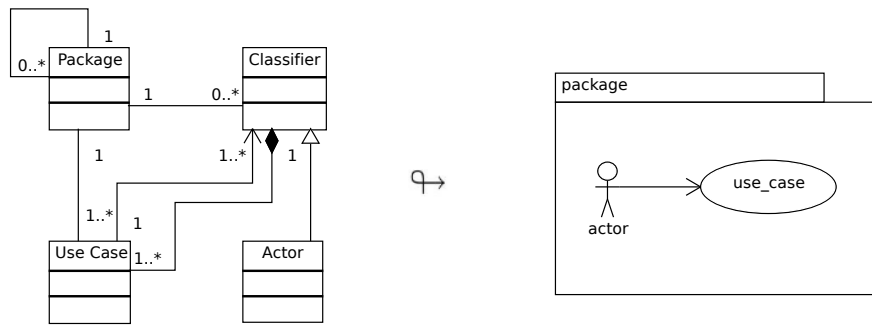 1
Package
Classifier
0..*
package
1
0..*
1
1..*
1
use_case
1..*
1
actor
Use Case
1..*
Actor